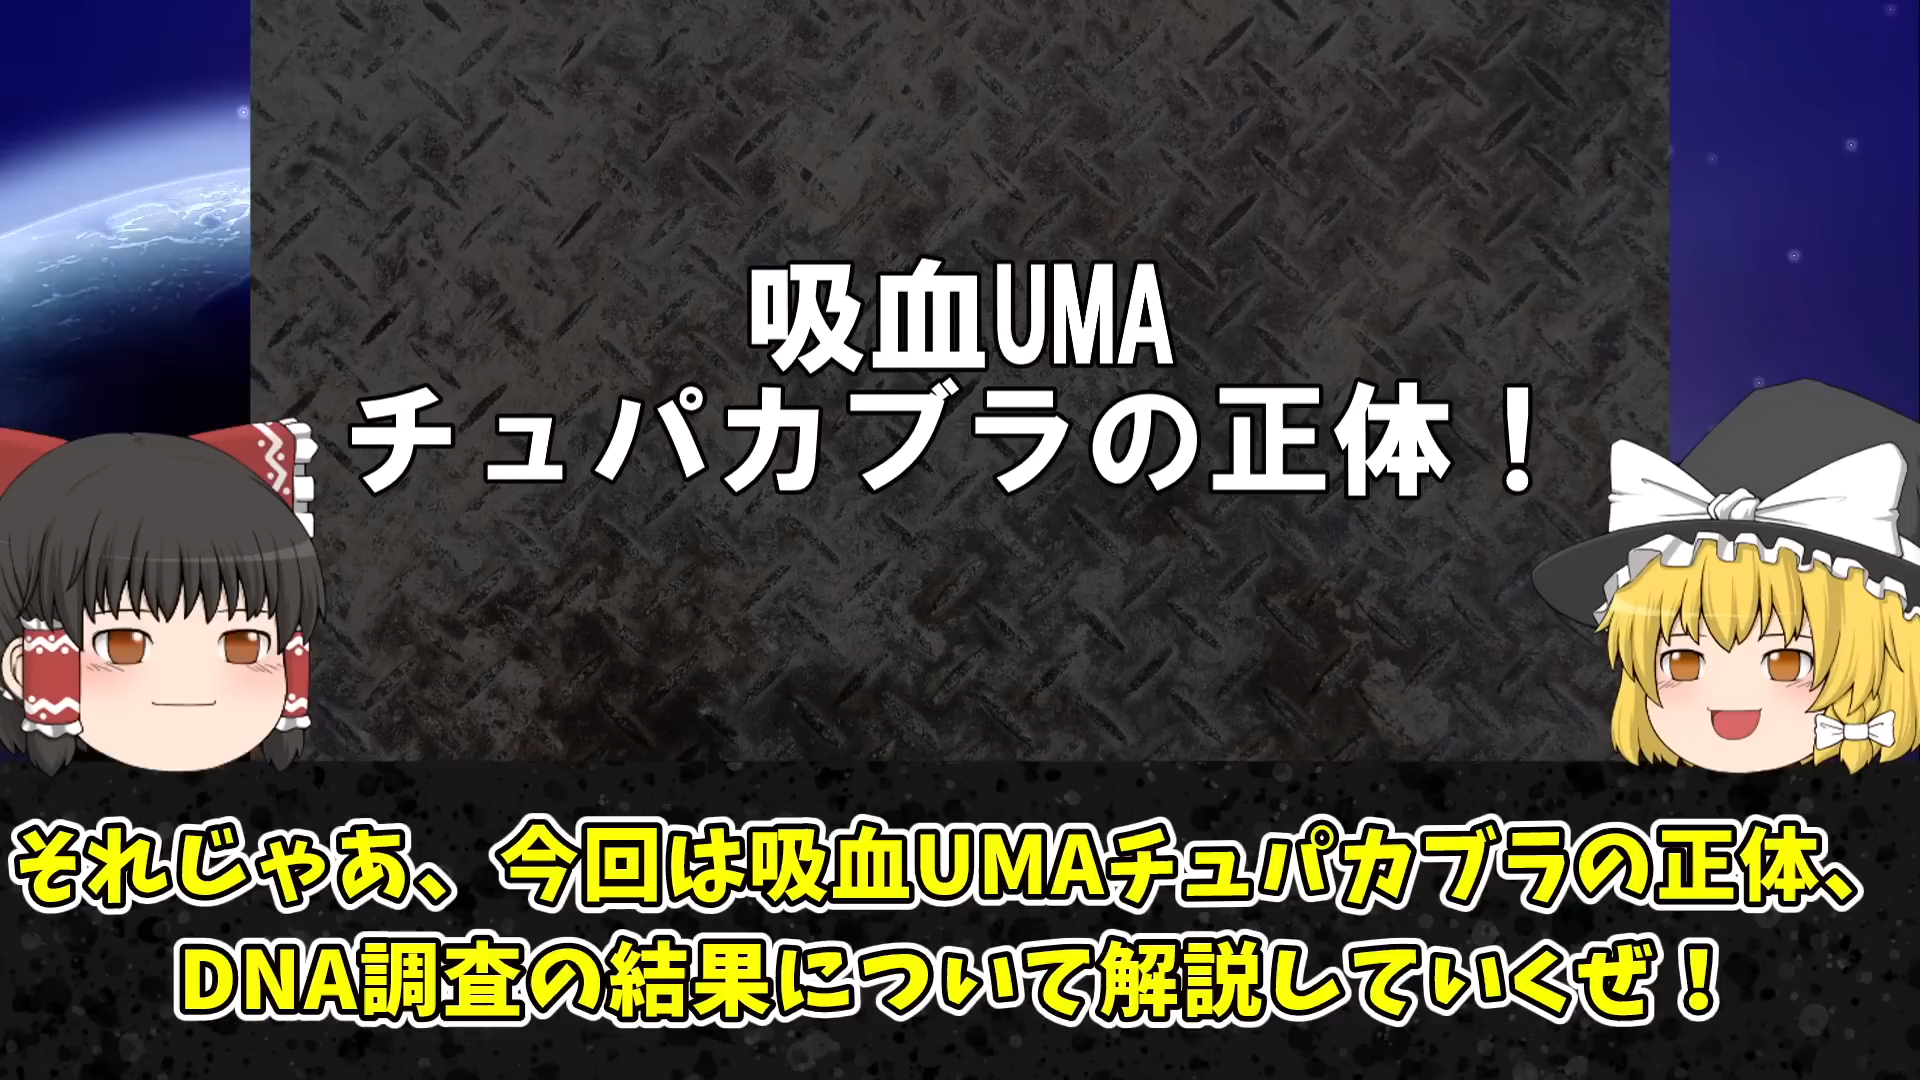 吸血UMA
チュパカブラの正体！
それじゃあ、今回は吸血UMAチュパカブラの正体、
DNA調査の結果について解説していくぜ！